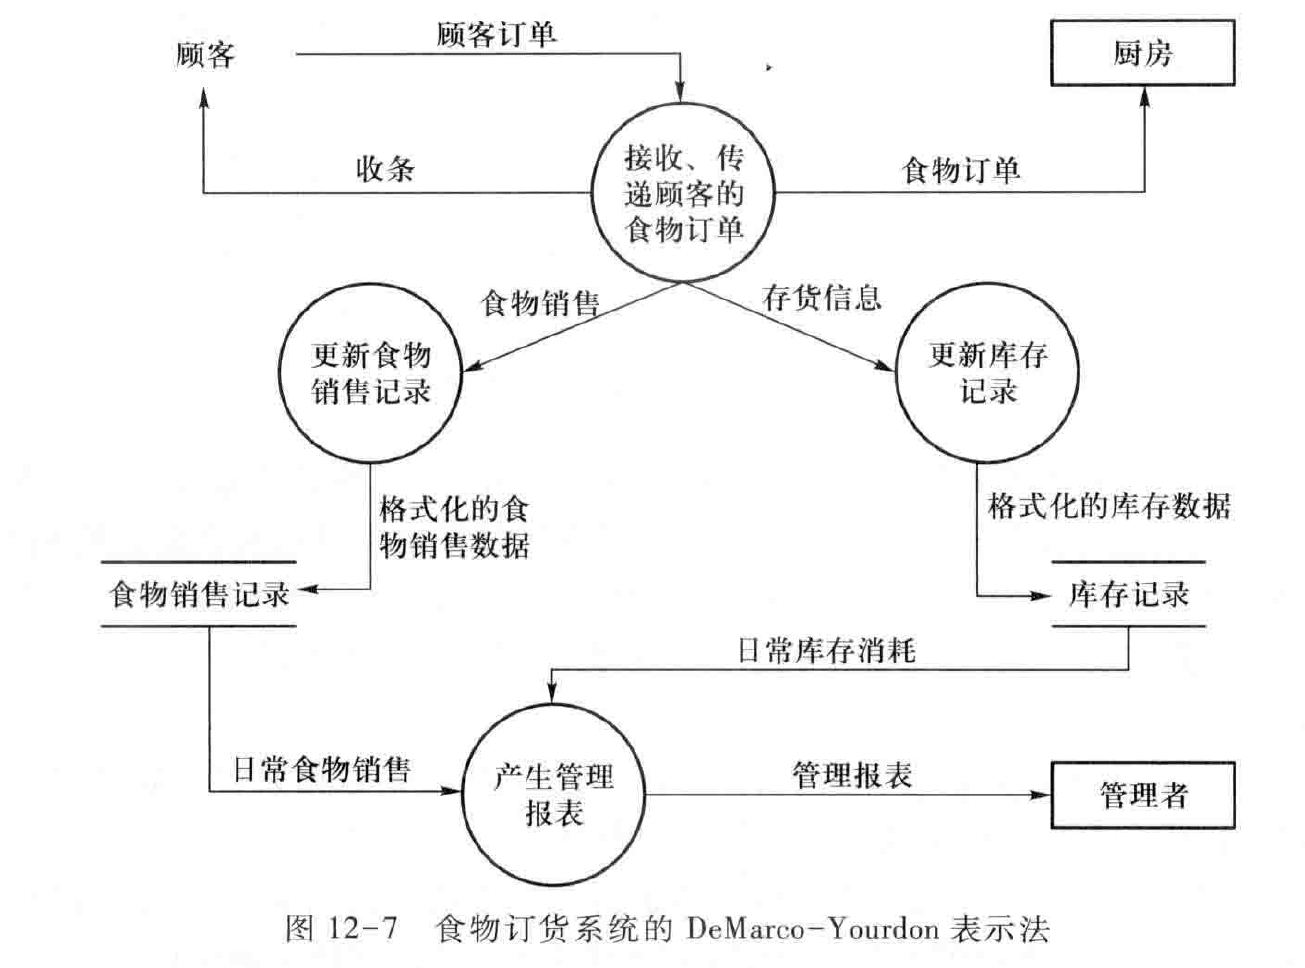 顾客
顾客订单
厨房
收条
接收、传
递顾客的
食物订单
食物订单
食物销售
存货信息
更新食物
销售记录
更新库存
记录
格式化的食
物销售数据
格式化的库存数据
食物销售记录
库存记录
日常库存消耗
日常食物销售
产生管理
报表
管理报表
管理者
图 12-7 食物订货系统的 DeMarco-Yourdon 表示法